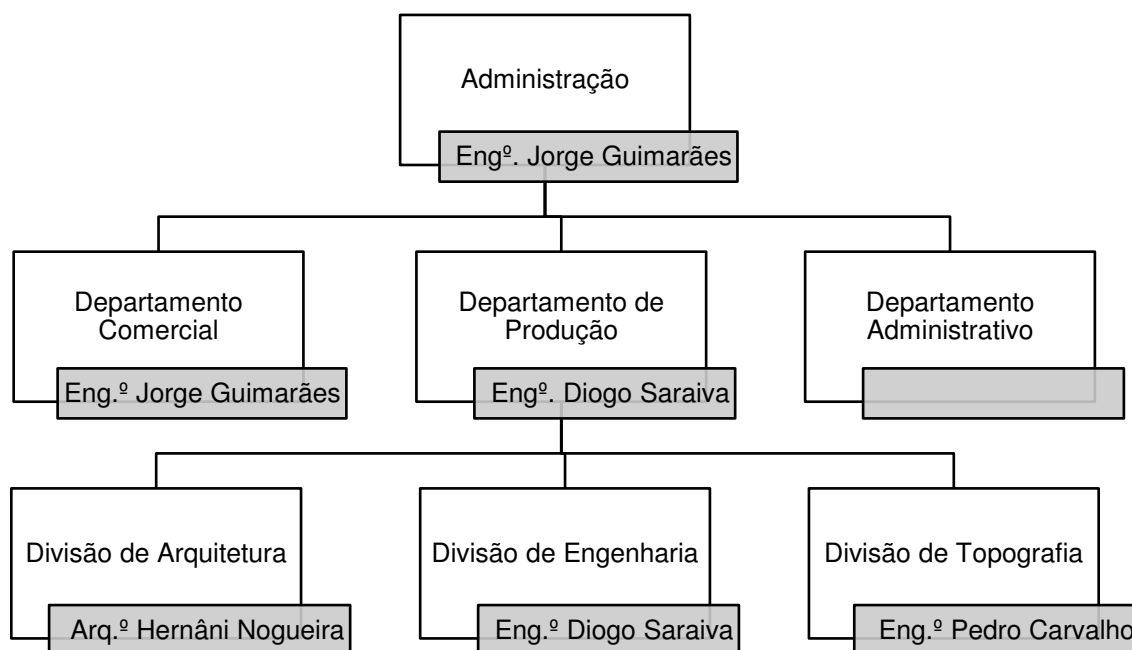 Administração
Engº. Jorge Guimarães
Departamento
Comercial
Eng.º Jorge Guimarães
Departamento de
Produção
Engº. Diogo Saraiva
Departamento
Administrativo
Divisão de Arquitetura
Arq.º Hernâni Nogueira
Divisão de Engenharia
Eng.º Diogo Saraiva
Divisão de Topografia
Eng.º Pedro Carvalho